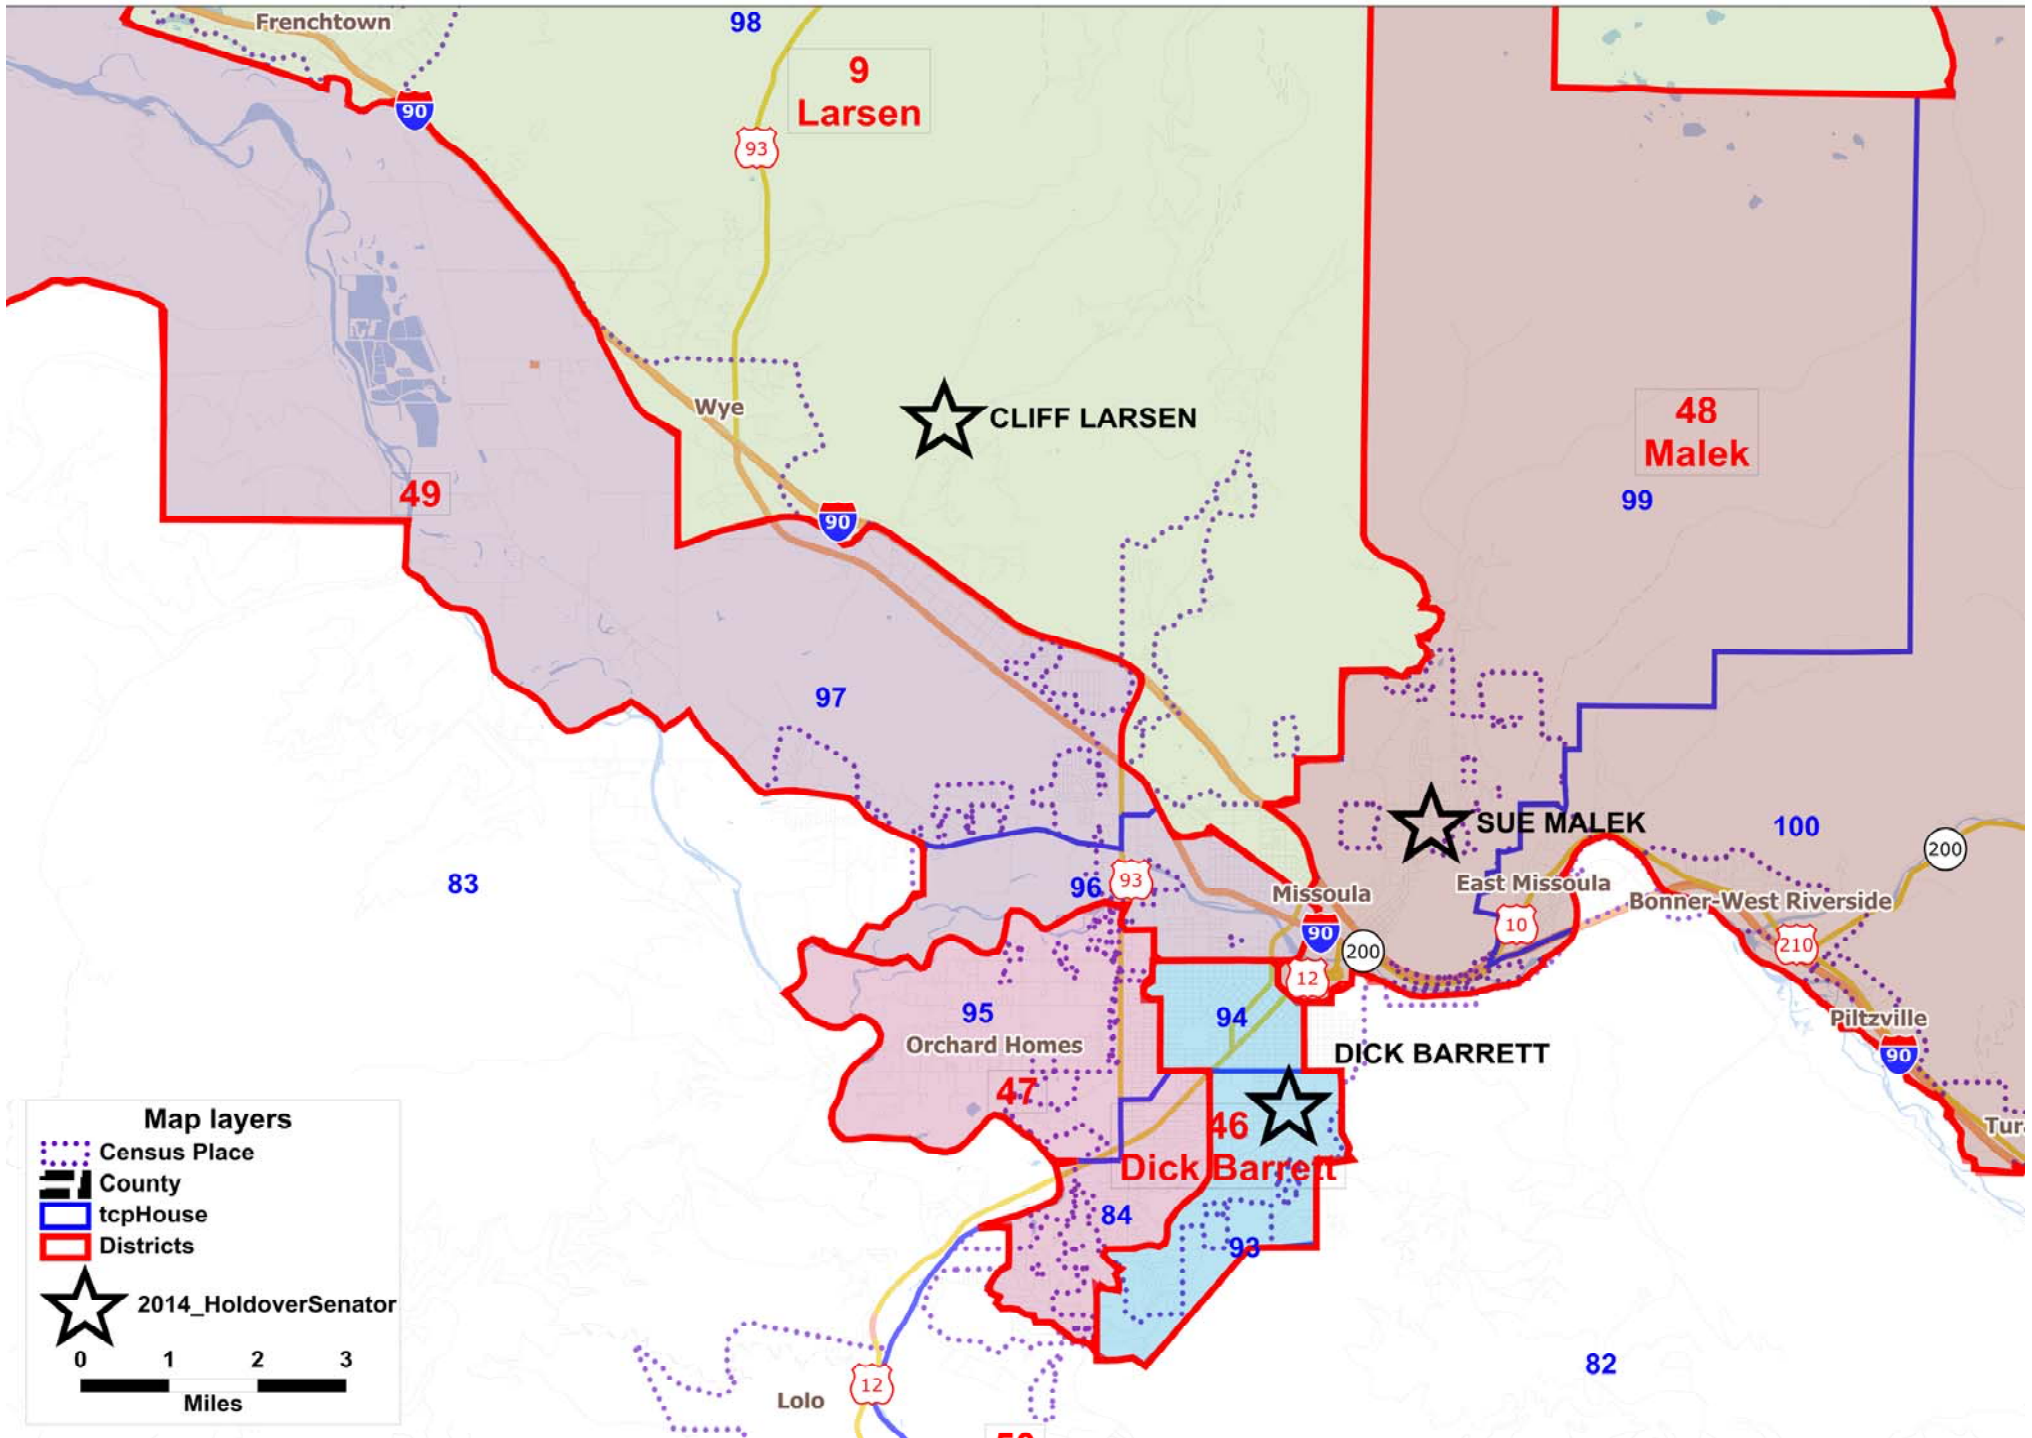 Frenchtown
98
9
Larsen
90
93
48
Malek
99
Wye
CLIFF LARSEN
49
90
97
SUE MALEK
100
200
83
96
93
Missoula
East Missoula
Bonner-West Riverside
90
10
200
210
12
95
94
Piltzville
Orchard Homes
DICK BARRETT
90
47
46
Dick Barrett
84
93
Map layers
Census Place
County
tcpHouse
Districts
2014_HoldoverSenator
0 1 2 3
Miles
12
Lolo
82